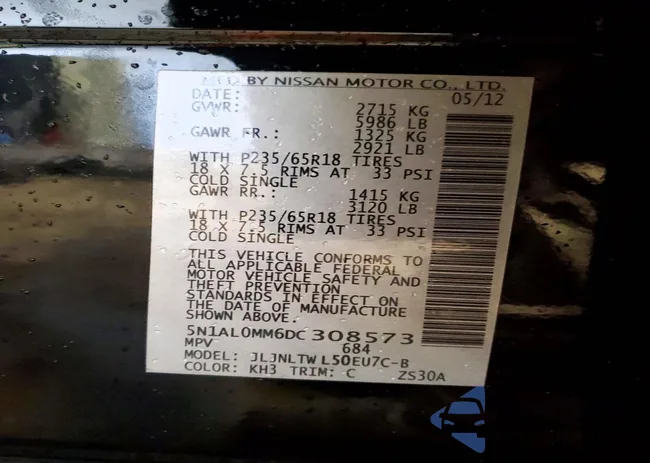 MFD BY NISSAN MOTOR CO., LTD.
DATE: 05/12
GVWR: 2715 KG
5986 LB
GAWR FR.: 1325 KG
2921 LB
WITH P235/65R18 TIRES
18 X 7.5 RIMS AT 33 PSI
COLD SINGLE
GAWR RR.: 1415 KG
3120 LB
WITH P235/65R18 TIRES
18 X 7.5 RIMS AT 33 PSI
COLD SINGLE
THIS VEHICLE CONFORMS TO
ALL APPLICABLE FEDERAL
MOTOR VEHICLE SAFETY AND
THEFT PREVENTION
STANDARDS IN EFFECT ON
THE DATE OF MANUFACTURE
SHOWN ABOVE.
5N1AL0MM6DC308573
MPV 684
MODEL: JLJNLTW L50EU7C-B
COLOR: KH3 TRIM: C ZS30A